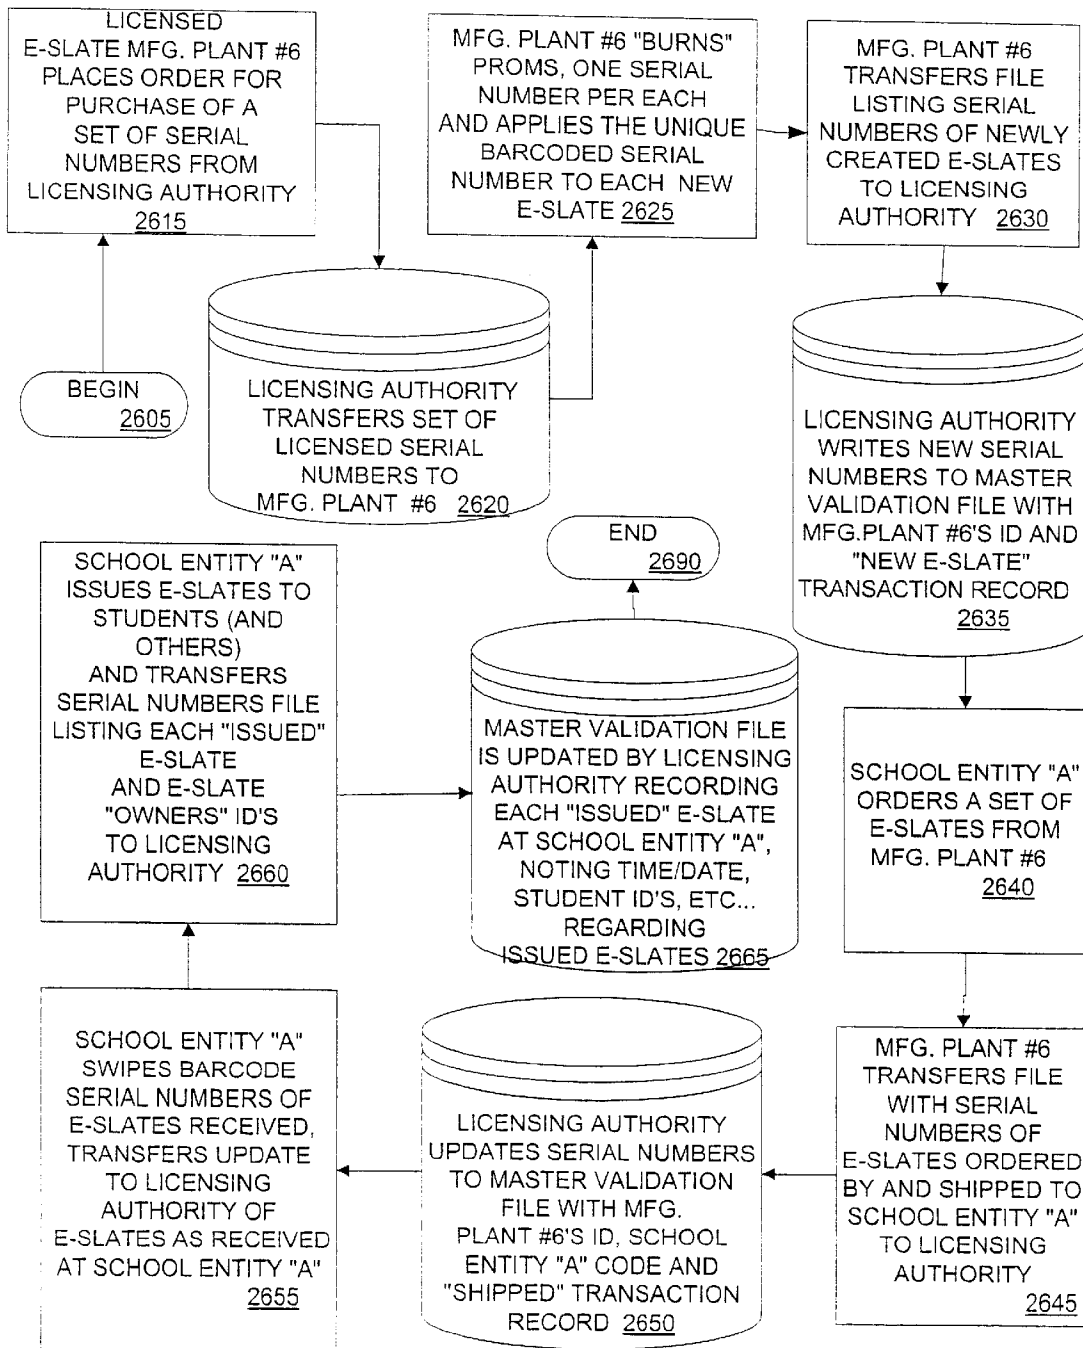 LICENSED
E-SLATE MFG. PLANT #6
PLACES ORDER FOR
PURCHASE OF A
SET OF SERIAL
NUMBERS FROM
LICENSING AUTHORITY
2615
MFG. PLANT #6 "BURNS"
PROMS, ONE SERIAL
NUMBER PER EACH
AND APPLIES THE UNIQUE
BARCODED SERIAL
NUMBER TO EACH NEW
E-SLATE 2625
MFG. PLANT #6
TRANSFERS FILE
LISTING SERIAL
NUMBERS OF NEWLY
CREATED E-SLATES
TO LICENSING
AUTHORITY 2630
BEGIN
2605
LICENSING AUTHORITY
TRANSFERS SET OF
LICENSED SERIAL
NUMBERS TO
MFG. PLANT #6 2620
LICENSING AUTHORITY
WRITES NEW SERIAL
NUMBERS TO MASTER
VALIDATION FILE WITH
MFG.PLANT #6'S ID AND
"NEW E-SLATE"
TRANSACTION RECORD
2635
END
2690
SCHOOL ENTITY "A"
ISSUES E-SLATES TO
STUDENTS (AND
OTHERS)
AND TRANSFERS
SERIAL NUMBERS FILE
LISTING EACH "ISSUED"
E-SLATE
AND E-SLATE
"OWNERS" ID'S
TO LICENSING
AUTHORITY 2660
MASTER VALIDATION FILE
IS UPDATED BY LICENSING
AUTHORITY RECORDING
EACH "ISSUED" E-SLATE
AT SCHOOL ENTITY "A",
NOTING TIME/DATE,
STUDENT ID'S, ETC...
REGARDING
ISSUED E-SLATES 2665
SCHOOL ENTITY "A"
ORDERS A SET OF
E-SLATES FROM
MFG. PLANT #6
2640
SCHOOL ENTITY "A"
SWIPES BARCODE
SERIAL NUMBERS OF
E-SLATES RECEIVED,
TRANSFERS UPDATE
TO LICENSING
AUTHORITY OF
E-SLATES AS RECEIVED
AT SCHOOL ENTITY "A"
2655
LICENSING AUTHORITY
UPDATES SERIAL NUMBERS
TO MASTER VALIDATION
FILE WITH MFG.
PLANT #6'S ID, SCHOOL
ENTITY "A" CODE AND
"SHIPPED" TRANSACTION
RECORD 2650
MFG. PLANT #6
TRANSFERS FILE
WITH SERIAL
NUMBERS OF
E-SLATES ORDERED
BY AND SHIPPED TO
SCHOOL ENTITY "A"
TO LICENSING
AUTHORITY
2645